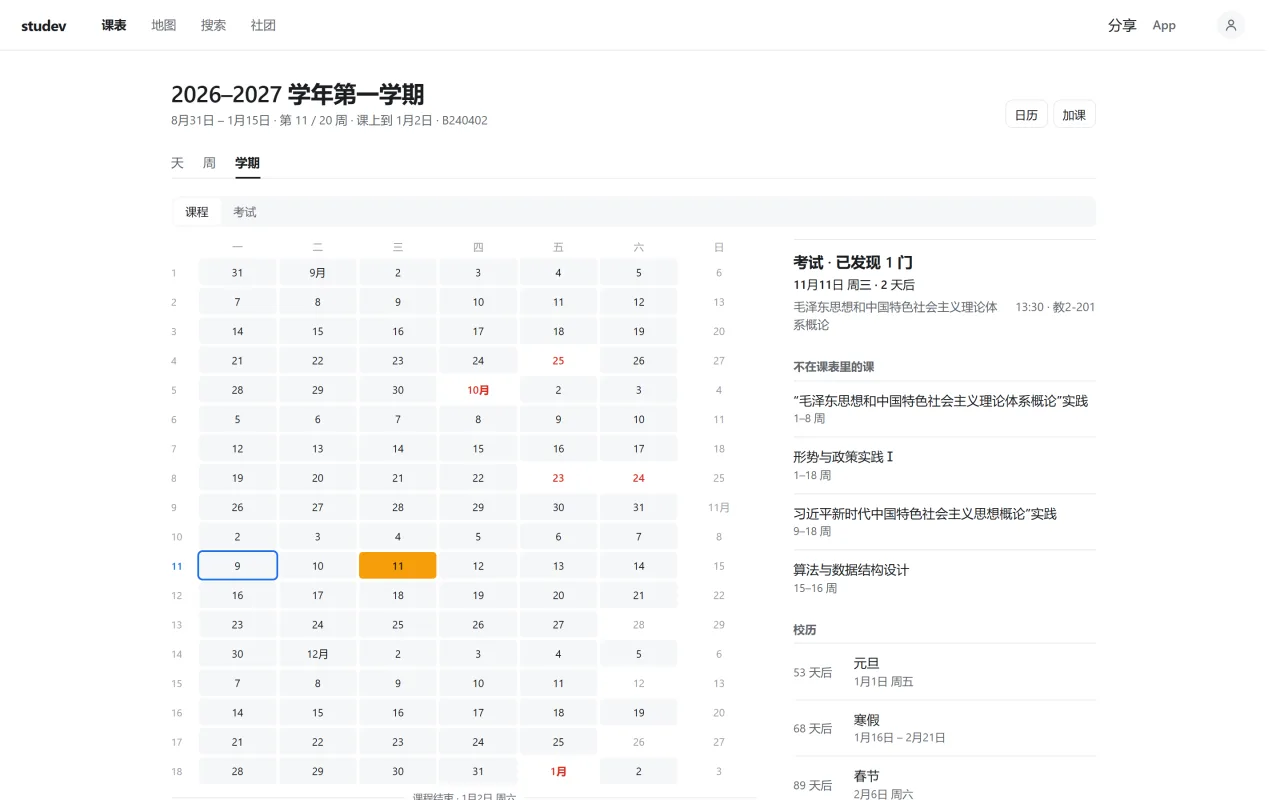 studev 课表 地图 搜索 社团 分享 App
2026–2027 学年第一学期
8月31日 – 1月15日 · 第 11 / 20 周 · 课上到 1月2日 · B240402
日历 加课
天 周 学期
课程 考试
一 二 三 四 五 六 日
1 31 9月 2 3 4 5 6
2 7 8 9 10 11 12 13
3 14 15 16 17 18 19 20
4 21 22 23 24 25 26 27
5 28 29 30 10月 2 3 4
6 5 6 7 8 9 10 11
7 12 13 14 15 16 17 18
8 19 20 21 22 23 24 25
9 26 27 28 29 30 31 11月
10 2 3 4 5 6 7 8
11 9 10 11 12 13 14 15
12 16 17 18 19 20 21 22
13 23 24 25 26 27 28 29
14 30 12月 2 3 4 5 6
15 7 8 9 10 11 12 13
16 14 15 16 17 18 19 20
17 21 22 23 24 25 26 27
18 28 29 30 31 1月 2 3
课程结束 · 1月2日 周六
考试 · 已发现 1 门
11月11日 周三 · 2 天后
毛泽东思想和中国特色社会主义理论体 13:30 · 教2-201
系概论
不在课表里的课
“毛泽东思想和中国特色社会主义理论体系概论”实践
1–8 周
形势与政策实践 I
1–18 周
习近平新时代中国特色社会主义思想概论”实践
9–18 周
算法与数据结构设计
15–16 周
校历
53 天后 元旦
1月1日 周五
68 天后 寒假
1月16日 – 2月21日
89 天后 春节
2月6日 周六